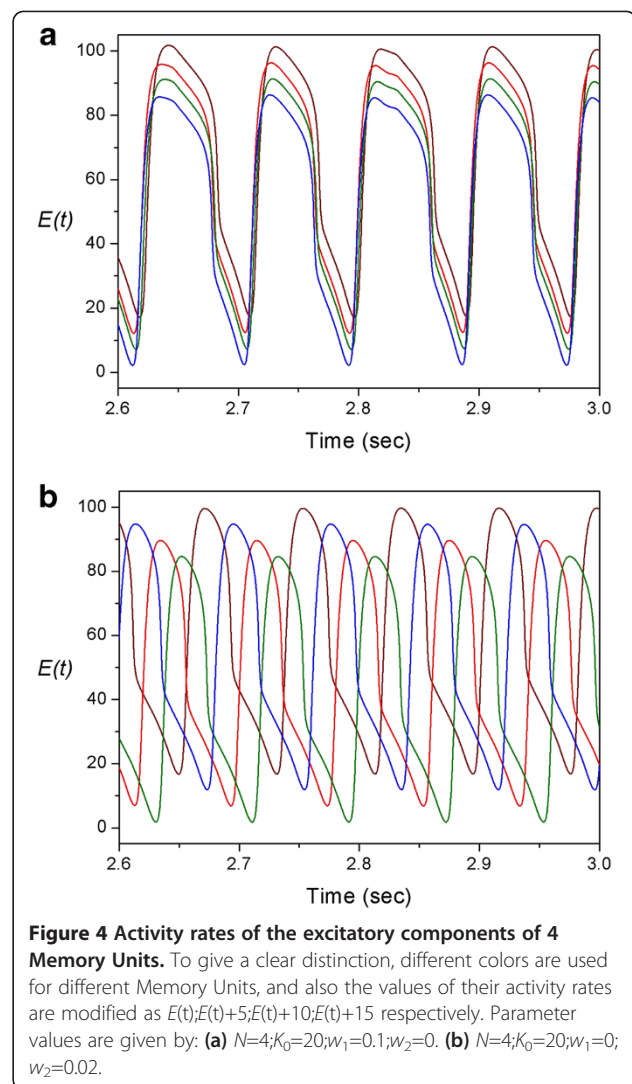 a
100
80
60
E(t)
40
20
0
2.6 2.7 2.8 2.9 3.0
Time (sec)
b
100
80
60
E(t)
40
20
0
2.6 2.7 2.8 2.9 3.0
Time (sec)
Figure 4 Activity rates of the excitatory components of 4
Memory Units. To give a clear distinction, different colors are used
for different Memory Units, and also the values of their activity rates
are modified as E(t);E(t)+5;E(t)+10;E(t)+15 respectively. Parameter
values are given by: (a) N=4;K₀=20;w₁=0.1;w₂=0. (b) N=4;K₀=20;w₁=0;
w₂=0.02.